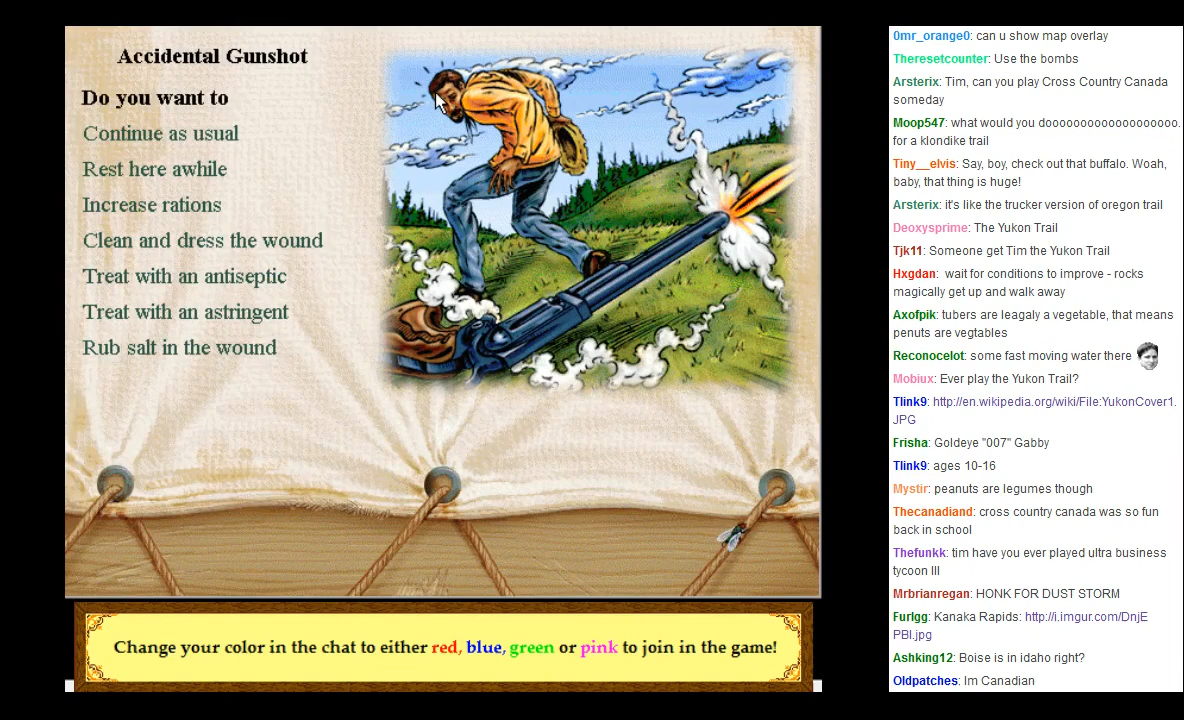 Accidental Gunshot
Do you want to
Continue as usual
Rest here awhile
Increase rations
Clean and dress the wound
Treat with an antiseptic
Treat with an astringent
Rub salt in the wound
Change your color in the chat to either red, blue, green or pink to join in the game!
0mr_orange0: can u show map overlay
Theresetcounter: Use the bombs
Arsterix: Tim, can you play Cross Country Canada
someday
Moop547: what would you doooooooooooooooooo.
for a klondike trail
Tiny__elvis: Say, boy, check out that buffalo. Woah,
baby, that thing is huge!
Arsterix: it's like the trucker version of oregon trail
Deoxysprime: The Yukon Trail
Tjk11: Someone get Tim the Yukon Trail
Hxgdan: wait for conditions to improve - rocks
magically get up and walk away
Axofpik: tubers are leagaly a vegetable, that means
penuts are vegtables
Reconocelot: some fast moving water there
Mobiux: Ever play the Yukon Trail?
Tlink9: http://en.wikipedia.org/wiki/File:YukonCover1.
JPG
Frisha: Goldeye "007" Gabby
Tlink9: ages 10-16
Mystir: peanuts are legumes though
Thecanadiand: cross country canada was so fun
back in school
Thefunkk: tim have you ever played ultra business
tycoon III
Mrbrianregan: HONK FOR DUST STORM
Furlgg: Kanaka Rapids: http://i.imgur.com/DnjE
PBl.jpg
Ashking12: Boise is in idaho right?
Oldpatches: Im Canadian